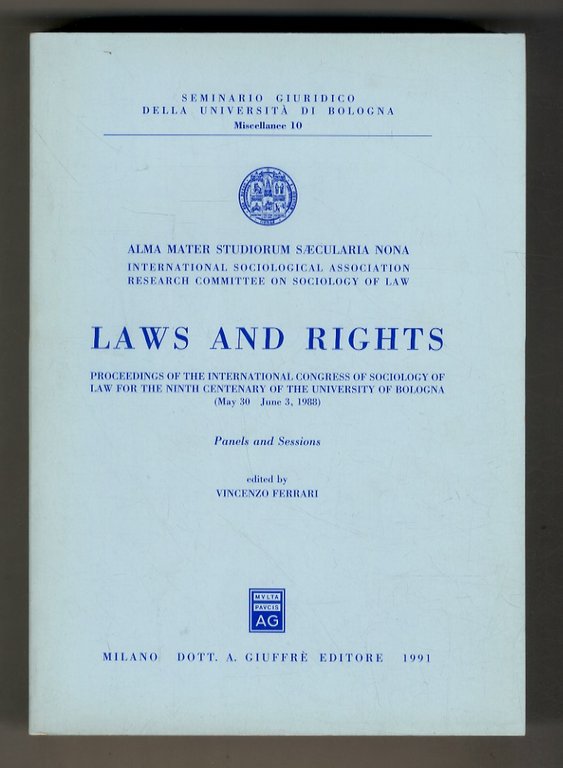 SEMINARIO GIURIDICO
DELLA UNIVERSITÀ DI BOLOGNA
Miscellanee 10
ALMA MATER STUDIORUM SÆCULARIA NONA
INTERNATIONAL SOCIOLOGICAL ASSOCIATION
RESEARCH COMMITTEE ON SOCIOLOGY OF LAW
LAWS AND RIGHTS
PROCEEDINGS OF THE INTERNATIONAL CONGRESS OF SOCIOLOGY OF
LAW FOR THE NINTH CENTENARY OF THE UNIVERSITY OF BOLOGNA
(May 30 June 3, 1988)
Panels and Sessions
edited by
VINCENZO FERRARI
MVLTA
PAVCIS
AG
MILANO DOTT. A. GIUFFRÈ EDITORE 1991